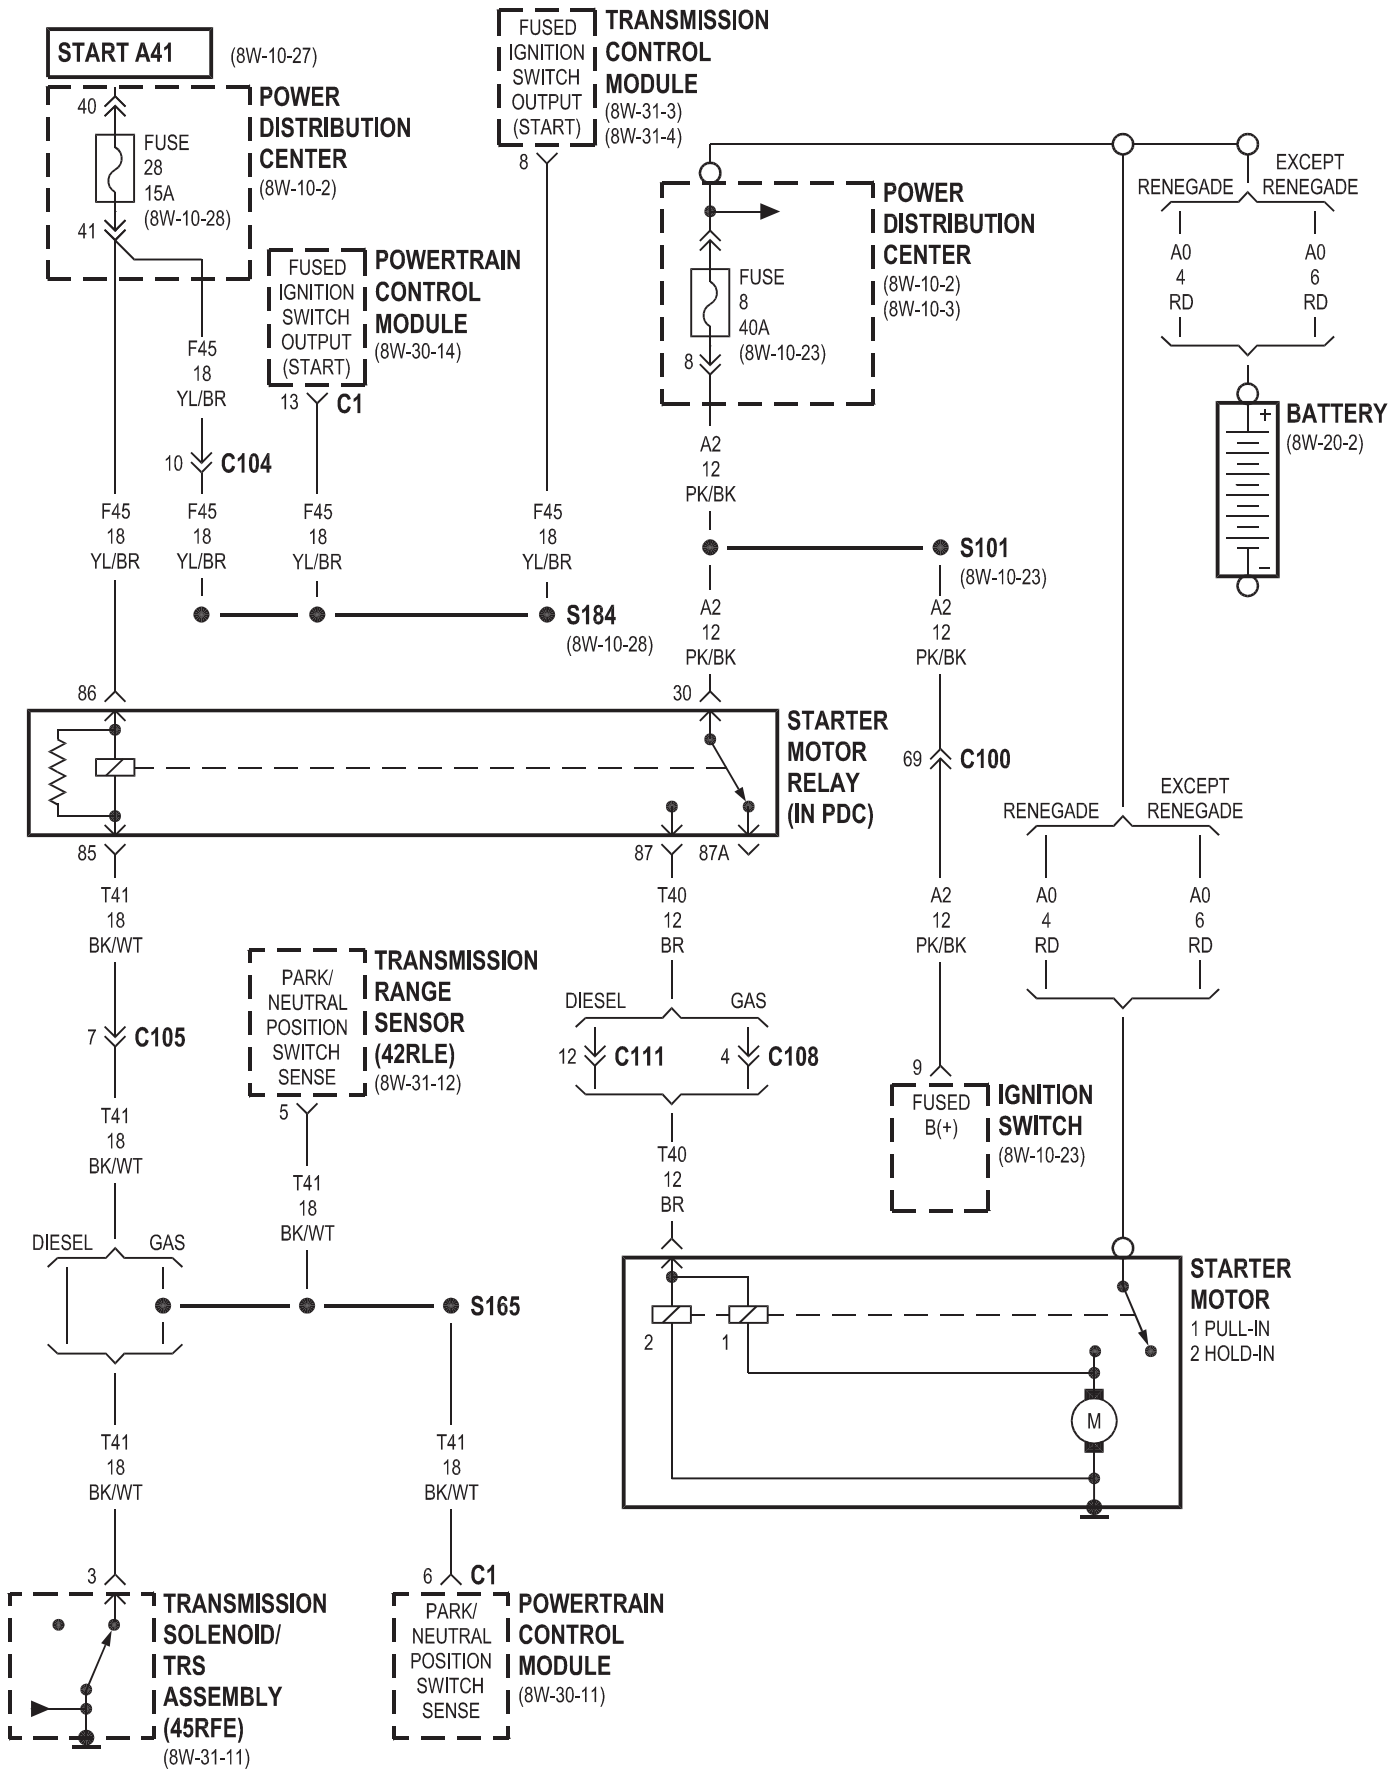 START A41
(8W-10-27)
40
FUSE
28
15A
(8W-10-28)
41
POWER
DISTRIBUTION
CENTER
(8W-10-2)
FUSED
IGNITION
SWITCH
OUTPUT
(START)
8
TRANSMISSION
CONTROL
MODULE
(8W-31-3)
(8W-31-4)
FUSED
IGNITION
SWITCH
OUTPUT
(START)
13
C1
POWERTRAIN
CONTROL
MODULE
(8W-30-14)
FUSE
8
40A
(8W-10-23)
8
POWER
DISTRIBUTION
CENTER
(8W-10-2)
(8W-10-3)
RENEGADE
EXCEPT
RENEGADE
A0
4
RD
A0
6
RD
+
−
BATTERY
(8W-20-2)
F45
18
YL/BR
10
C104
A2
12
PK/BK
F45
18
YL/BR
F45
18
YL/BR
F45
18
YL/BR
F45
18
YL/BR
S184
(8W-10-28)
S101
(8W-10-23)
A2
12
PK/BK
A2
12
PK/BK
86
30
STARTER
MOTOR
RELAY
(IN PDC)
69
C100
85
87
87A
RENEGADE
EXCEPT
RENEGADE
T41
18
BK/WT
T40
12
BR
A2
12
PK/BK
A0
4
RD
A0
6
RD
7
C105
PARK/
NEUTRAL
POSITION
SWITCH
SENSE
5
TRANSMISSION
RANGE
SENSOR
(42RLE)
(8W-31-12)
DIESEL
GAS
12
C111
4
C108
9
FUSED
B(+)
IGNITION
SWITCH
(8W-10-23)
T41
18
BK/WT
T41
18
BK/WT
T40
12
BR
DIESEL
GAS
S165
2
1
M
STARTER
MOTOR
1 PULL-IN
2 HOLD-IN
T41
18
BK/WT
T41
18
BK/WT
3
TRANSMISSION
SOLENOID/
TRS
ASSEMBLY
(45RFE)
(8W-31-11)
6
C1
PARK/
NEUTRAL
POSITION
SWITCH
SENSE
POWERTRAIN
CONTROL
MODULE
(8W-30-11)